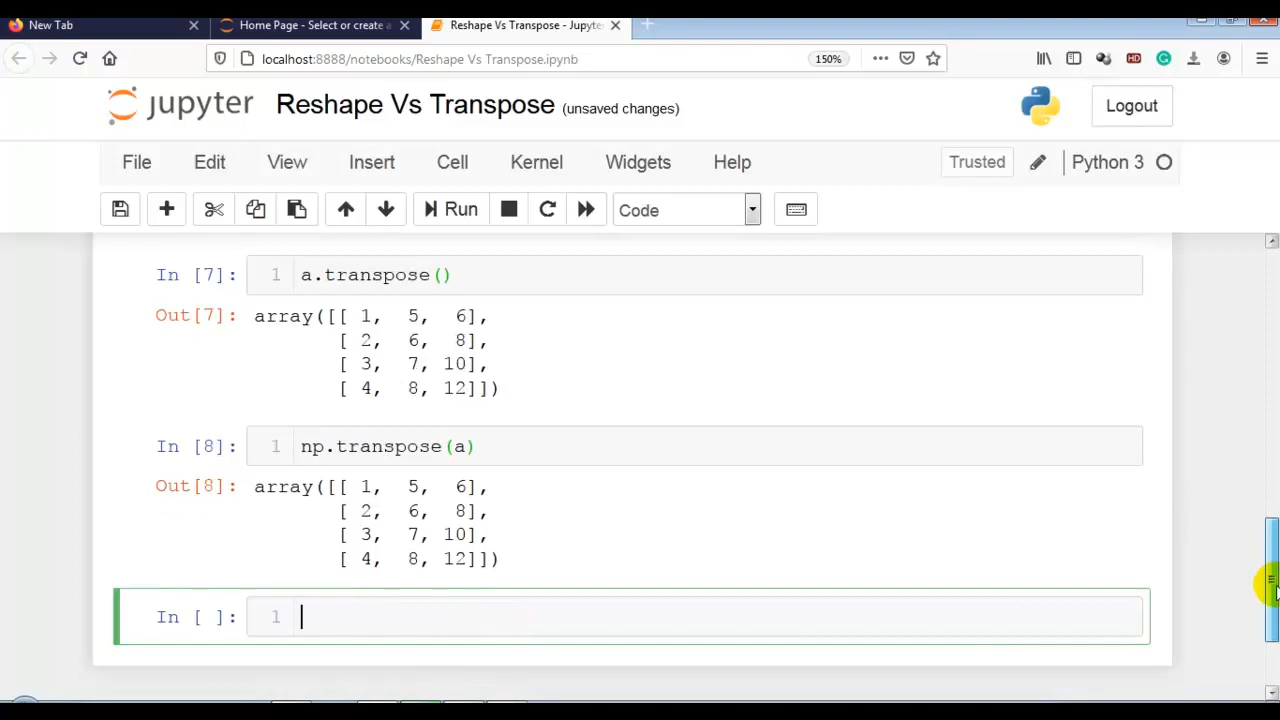 New Tab
Home Page - Select or create a
Reshape Vs Transpose - Jupyter
localhost:8888/notebooks/Reshape Vs Transpose.ipynb
150%
HD
G
jupyter Reshape Vs Transpose (unsaved changes)
Logout
File Edit View Insert Cell Kernel Widgets Help
Trusted
Python 3
Run
Code
In [7]: 1 a.transpose()
Out[7]: array([[ 1, 5, 6],
[ 2, 6, 8],
[ 3, 7, 10],
[ 4, 8, 12]])
In [8]: 1 np.transpose(a)
Out[8]: array([[ 1, 5, 6],
[ 2, 6, 8],
[ 3, 7, 10],
[ 4, 8, 12]])
In [ ]: 1